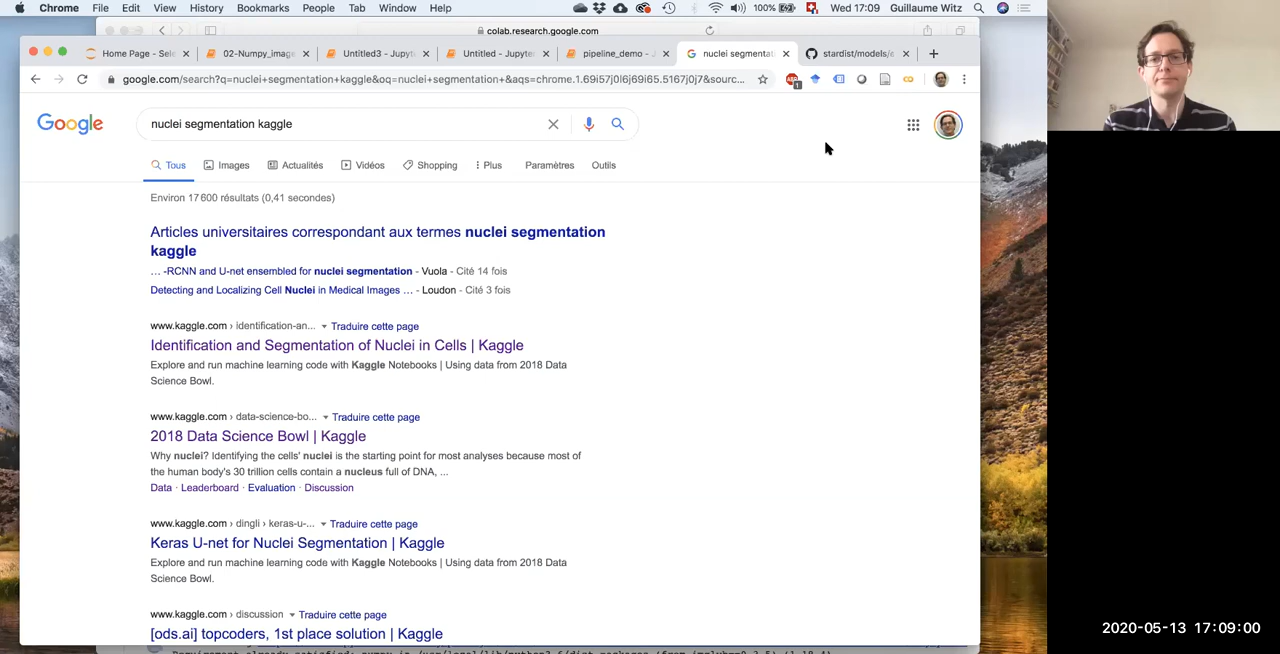 Chrome File Edit View History Bookmarks People Tab Window Help 100% Wed 17:09 Guillaume Witz
colab.research.google.com
Home Page - Sele 02-Numpy_image Untitled3 - Jupyt Untitled - Jupyter pipeline_demo - J nuclei segmentati stardist/models/e
google.com/search?q=nuclei+segmentation+kaggle&oq=nuclei+segmentation+&aqs=chrome.1.69i57j0l6j69i65.5167j0j7&sourc...
Google nuclei segmentation kaggle
Tous Images Actualités Vidéos Shopping Plus Paramètres Outils
Environ 17 600 résultats (0,41 secondes)
Articles universitaires correspondant aux termes nuclei segmentation
kaggle
... -RCNN and U-net ensembled for nuclei segmentation - Vuola - Cité 14 fois
Detecting and Localizing Cell Nuclei in Medical Images ... - Loudon - Cité 3 fois
www.kaggle.com › identification-an... Traduire cette page
Identification and Segmentation of Nuclei in Cells | Kaggle
Explore and run machine learning code with Kaggle Notebooks | Using data from 2018 Data
Science Bowl.
www.kaggle.com › data-science-bo... Traduire cette page
2018 Data Science Bowl | Kaggle
Why nuclei? Identifying the cells' nuclei is the starting point for most analyses because most of
the human body's 30 trillion cells contain a nucleus full of DNA, ...
Data · Leaderboard · Evaluation · Discussion
www.kaggle.com › dingli › keras-u-... Traduire cette page
Keras U-net for Nuclei Segmentation | Kaggle
Explore and run machine learning code with Kaggle Notebooks | Using data from 2018 Data
Science Bowl.
www.kaggle.com › discussion Traduire cette page
[ods.ai] topcoders, 1st place solution | Kaggle
2020-05-13 17:09:00